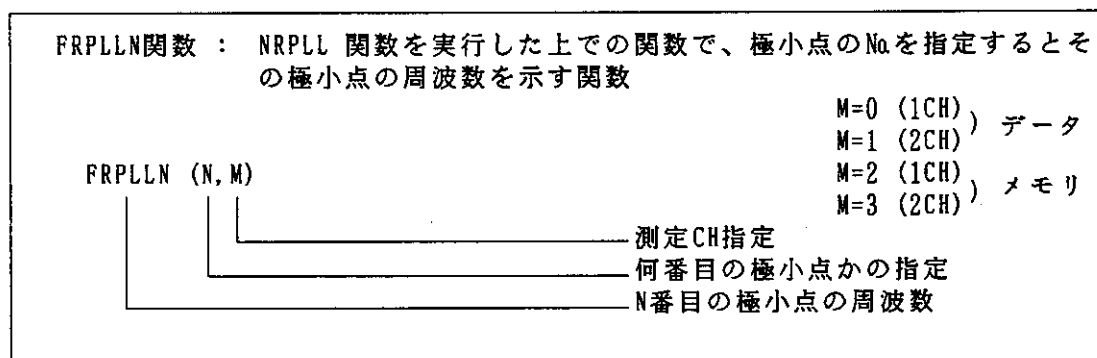 FRPLLN関数 : NRPLL 関数を実行した上での関数で、極小点の№を指定するとそ
の極小点の周波数を示す関数
M=0 (1CH)
M=1 (2CH)
) データ
FRPLLN (N,M)
M=2 (1CH)
M=3 (2CH)
) メモリ
測定CH指定
何番目の極小点かの指定
N番目の極小点の周波数